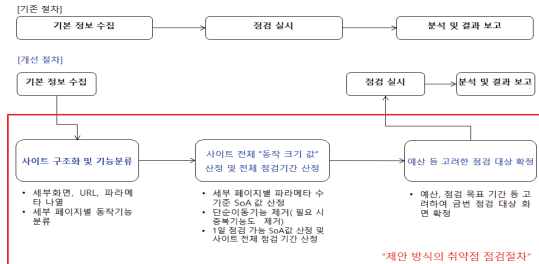 [기존 절차]
기본 정보 수집
점검 실시
분석 및 결과 보고
[개선 절차]
기본 정보 수집
점검 실시
분석 및 결과 보고
사이트 구조화 및 기능분류
사이트 전체 "동작 크기 값"
산정 및 전체 점검기간 산정
예산 등 고려한 점검 대상 확정
• 세부화면, URL, 파라메
타 나열
• 세부 페이지별 동작기능
분류
• 세부 페이지별 파라메타 수
기준 SoA 값 산정
• 단순이동기능 제거( 필요 시
중복기능도 제거)
• 1일 점검 가능 SoA값 산정 및
사이트 전체 점검 기간 산정
• 예산, 점검 목표 기간 등 고
려하여 금번 점검 대상 화
면 확정
"제안 방식의 취약점 점검절차"